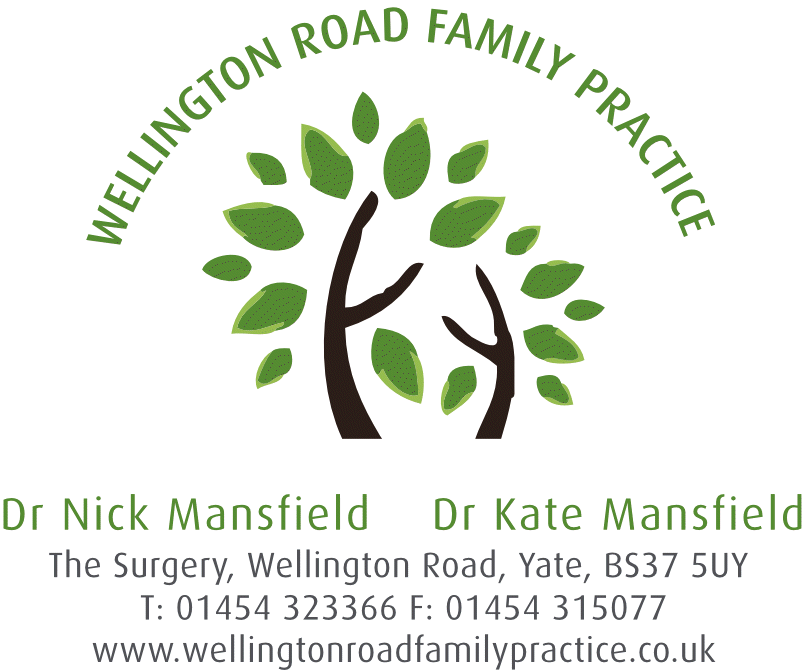 WELLINGTON ROAD FAMILY PRACTICE
Dr Nick Mansfield Dr Kate Mansfield
The Surgery, Wellington Road, Yate, BS37 5UY
T: 01454 323366 F: 01454 315077
www.wellingtonroadfamilypractice.co.uk